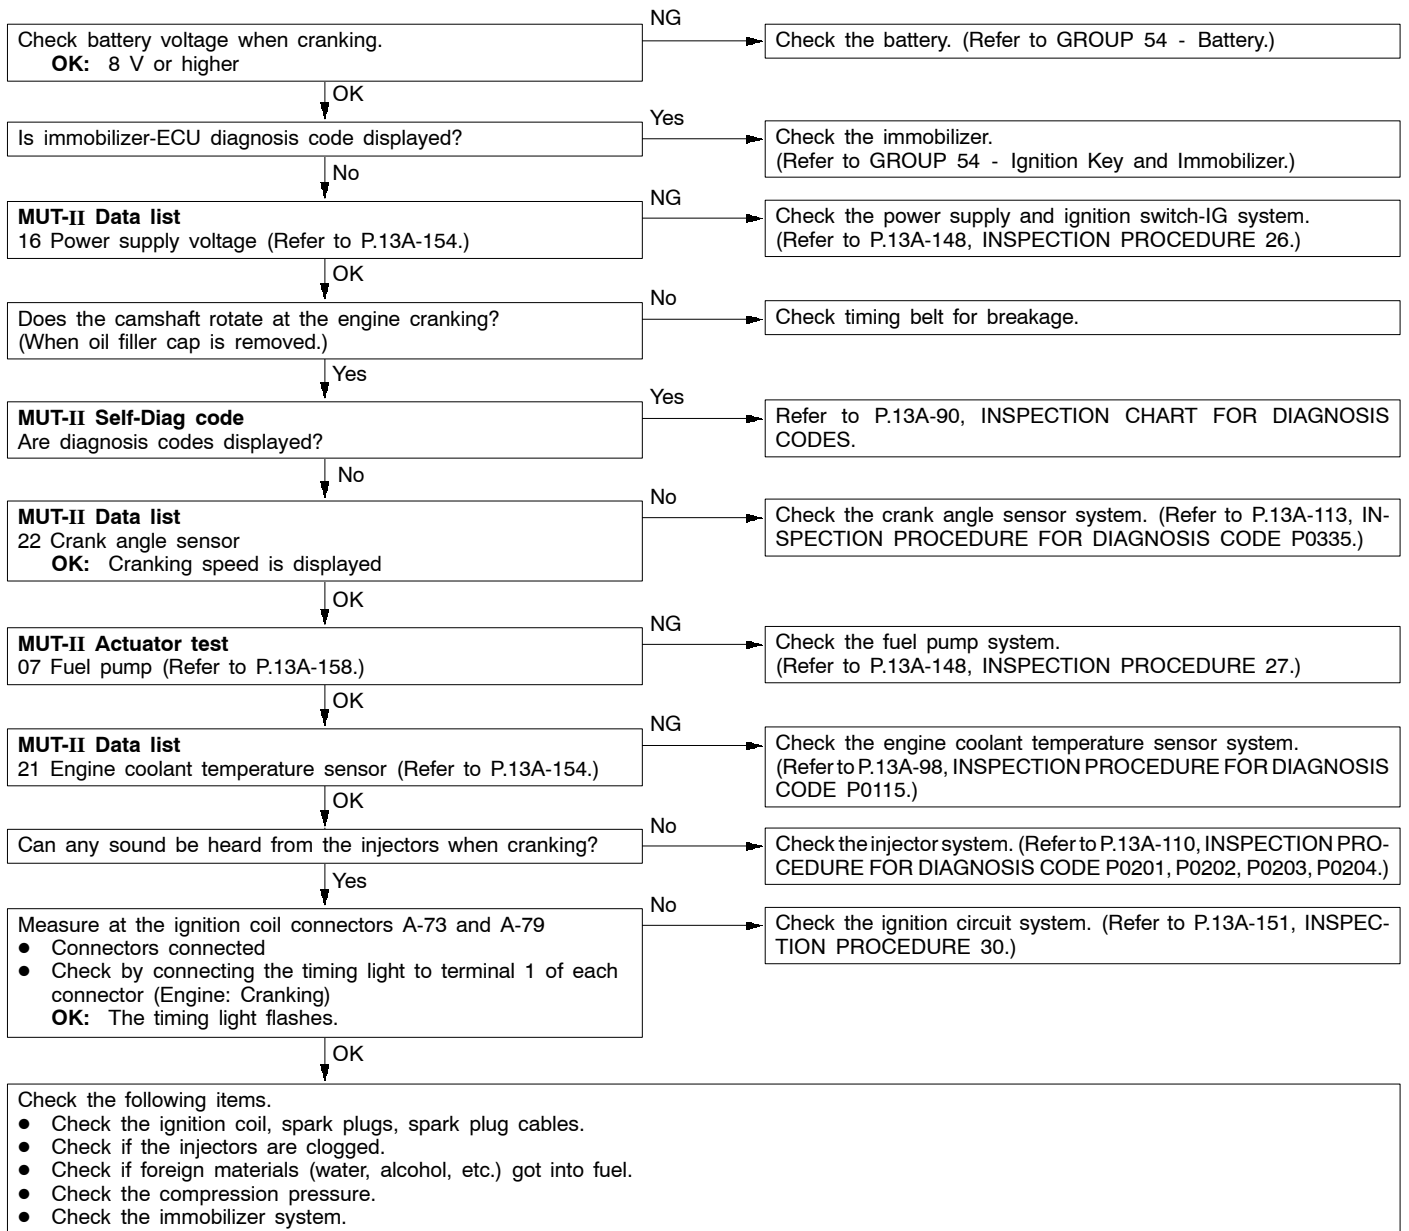 NG
Check battery voltage when cranking.
OK: 8 V or higher
Check the battery. (Refer to GROUP 54 - Battery.)
OK
Is immobilizer-ECU diagnosis code displayed?
Yes
Check the immobilizer.
(Refer to GROUP 54 - Ignition Key and Immobilizer.)
No
MUT-II Data list
16 Power supply voltage (Refer to P.13A-154.)
NG
Check the power supply and ignition switch-IG system.
(Refer to P.13A-148, INSPECTION PROCEDURE 26.)
OK
Does the camshaft rotate at the engine cranking?
(When oil filler cap is removed.)
No
Check timing belt for breakage.
Yes
MUT-II Self-Diag code
Are diagnosis codes displayed?
Yes
Refer to P.13A-90, INSPECTION CHART FOR DIAGNOSIS
CODES.
No
MUT-II Data list
22 Crank angle sensor
OK: Cranking speed is displayed
No
Check the crank angle sensor system. (Refer to P.13A-113, IN-
SPECTION PROCEDURE FOR DIAGNOSIS CODE P0335.)
OK
MUT-II Actuator test
07 Fuel pump (Refer to P.13A-158.)
NG
Check the fuel pump system.
(Refer to P.13A-148, INSPECTION PROCEDURE 27.)
OK
MUT-II Data list
21 Engine coolant temperature sensor (Refer to P.13A-154.)
NG
Check the engine coolant temperature sensor system.
(Refer to P.13A-98, INSPECTION PROCEDURE FOR DIAGNOSIS
CODE P0115.)
OK
Can any sound be heard from the injectors when cranking?
No
Check the injector system. (Refer to P.13A-110, INSPECTION PRO-
CEDURE FOR DIAGNOSIS CODE P0201, P0202, P0203, P0204.)
Yes
Measure at the ignition coil connectors A-73 and A-79
● Connectors connected
● Check by connecting the timing light to terminal 1 of each
connector (Engine: Cranking)
OK: The timing light flashes.
No
Check the ignition circuit system. (Refer to P.13A-151, INSPEC-
TION PROCEDURE 30.)
OK
Check the following items.
● Check the ignition coil, spark plugs, spark plug cables.
● Check if the injectors are clogged.
● Check if foreign materials (water, alcohol, etc.) got into fuel.
● Check the compression pressure.
● Check the immobilizer system.